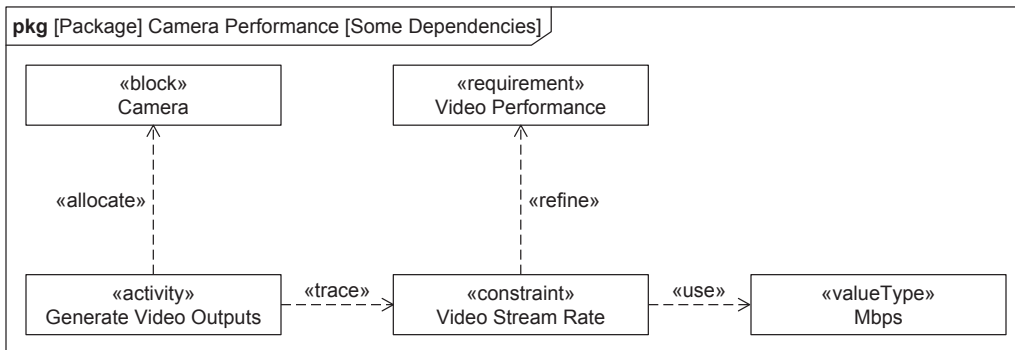 pkg [Package] Camera Performance [Some Dependencies]
«block»
Camera
«requirement»
Video Performance
«allocate»
«refine»
«activity»
Generate Video Outputs
«trace»
«constraint»
Video Stream Rate
«use»
«valueType»
Mbps